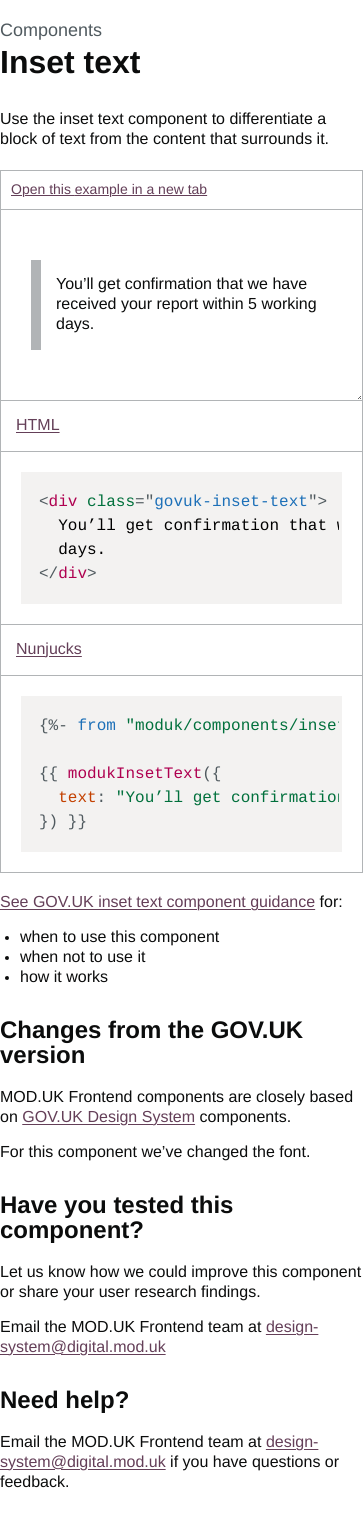 Components
Inset text
Use the inset text component to differentiate a
block of text from the content that surrounds it.
Open this example in a new tab
You’ll get confirmation that we have
received your report within 5 working
days.
HTML
<div class="govuk-inset-text">
  You’ll get confirmation that
  days.
</div>
Nunjucks
{%- from "moduk/components/inset
{{ modukInsetText({
  text: "You’ll get confirmation
}) }}
See GOV.UK inset text component guidance for:
• when to use this component
• when not to use it
• how it works
Changes from the GOV.UK
version
MOD.UK Frontend components are closely based
on GOV.UK Design System components.
For this component we’ve changed the font.
Have you tested this
component?
Let us know how we could improve this component
or share your user research findings.
Email the MOD.UK Frontend team at design-
system@digital.mod.uk
Need help?
Email the MOD.UK Frontend team at design-
system@digital.mod.uk if you have questions or
feedback.